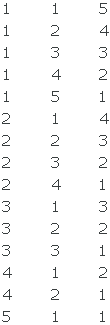 1 1 5
1 2 4
1 3 3
1 4 2
1 5 1
2 1 4
2 2 3
2 3 2
2 4 1
3 1 3
3 2 2
3 3 1
4 1 2
4 2 1
5 1 1